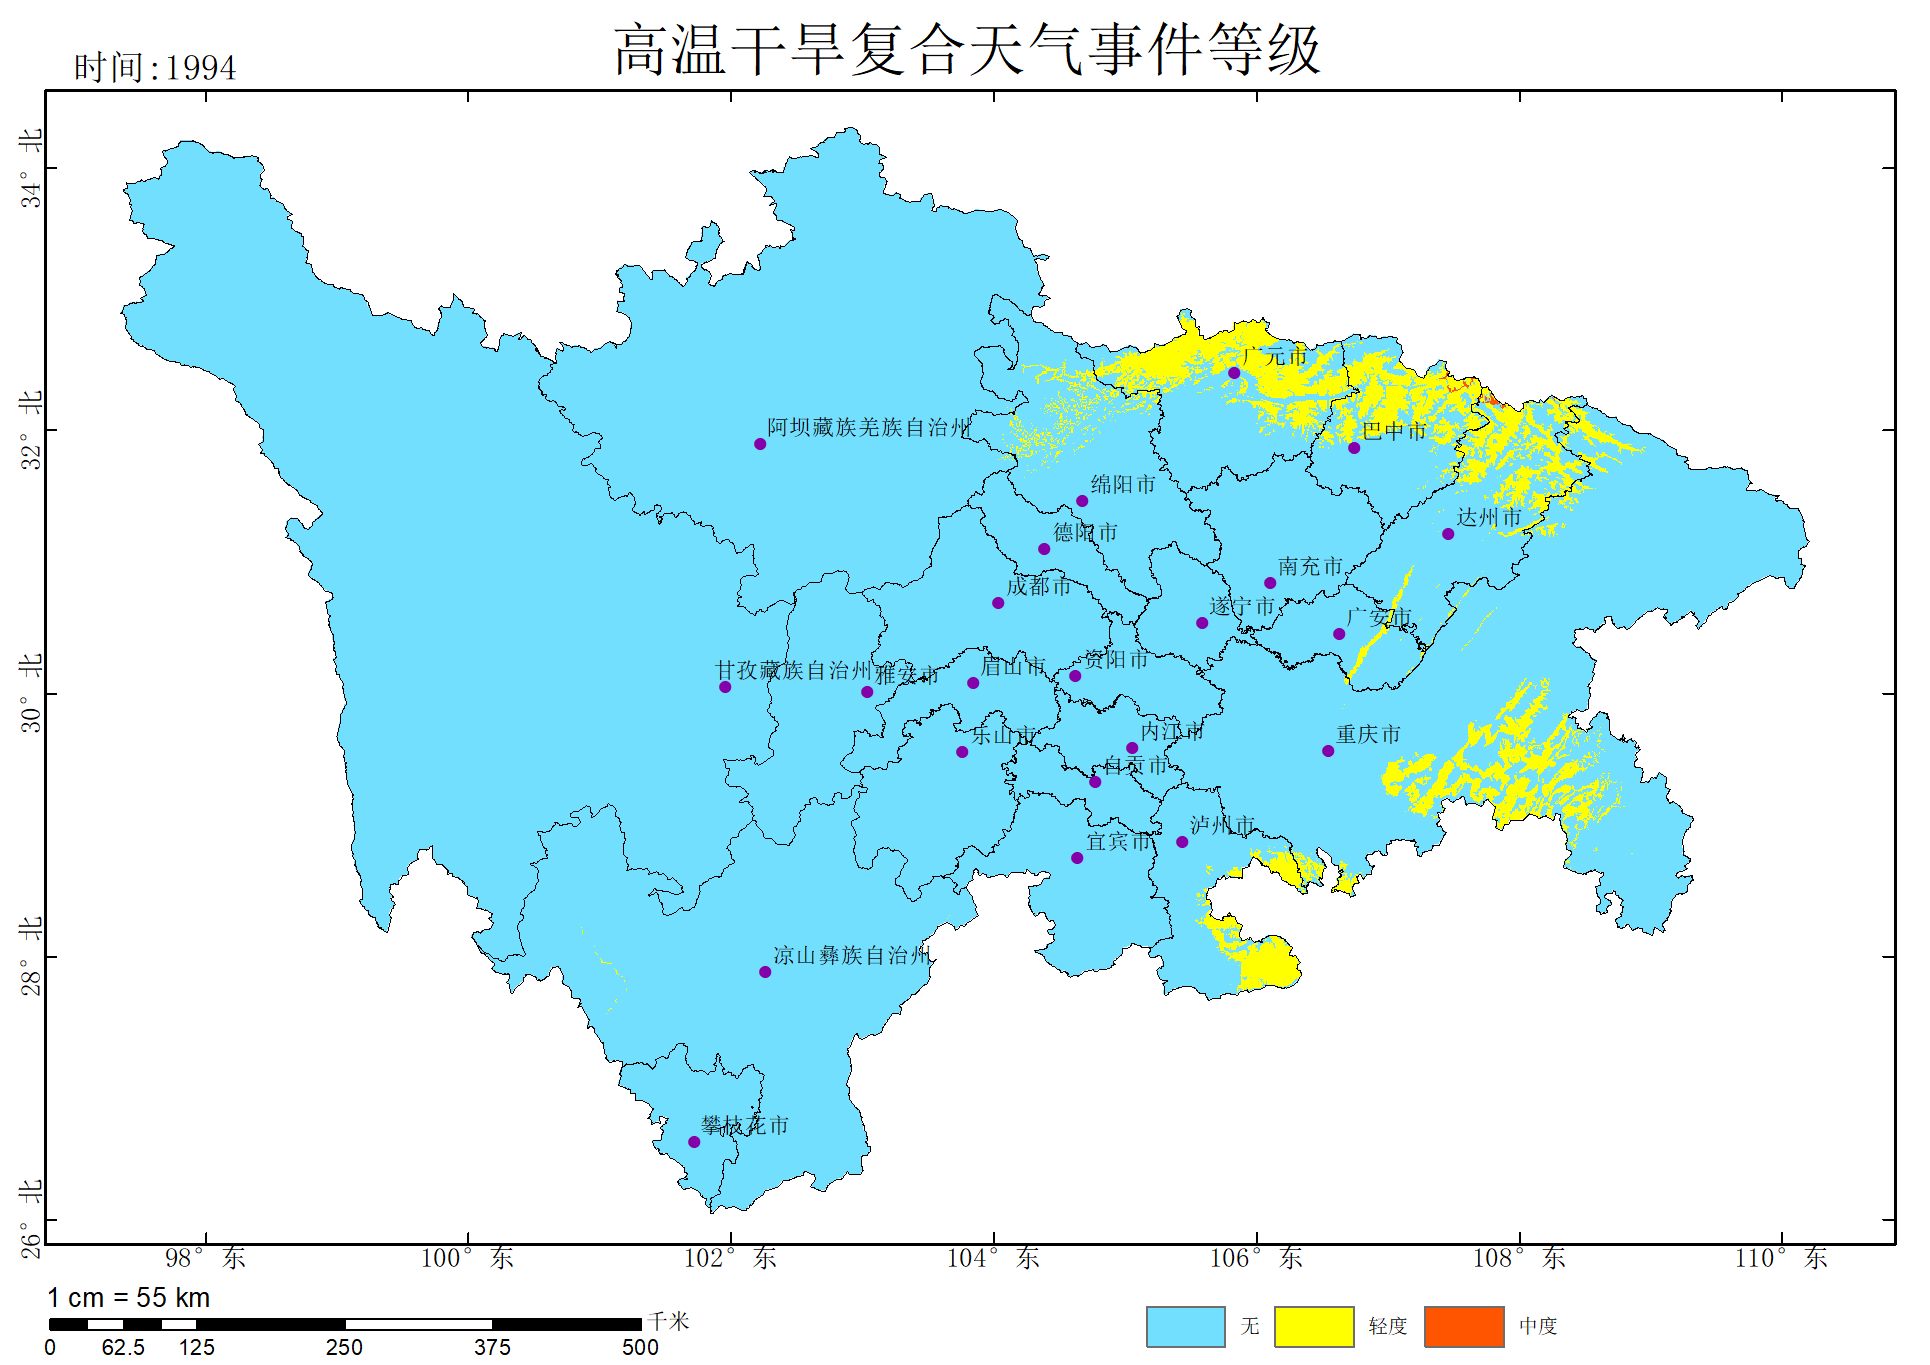 高温干旱复合天气事件等级
时间:1994
34° 北
32° 北
30° 北
28° 北
26° 北
广元市
阿坝藏族羌族自治州
巴中市
绵阳市
达州市
德阳市
南充市
成都市
遂宁市
广安市
甘孜藏族自治州
雅安市
眉山市
资阳市
乐山市
内江市
重庆市
自贡市
泸州市
宜宾市
凉山彝族自治州
攀枝花市
98° 东
100° 东
102° 东
104° 东
106° 东
108° 东
110° 东
1 cm = 55 km
千米
0 62.5 125 250 375 500
无 轻度 中度